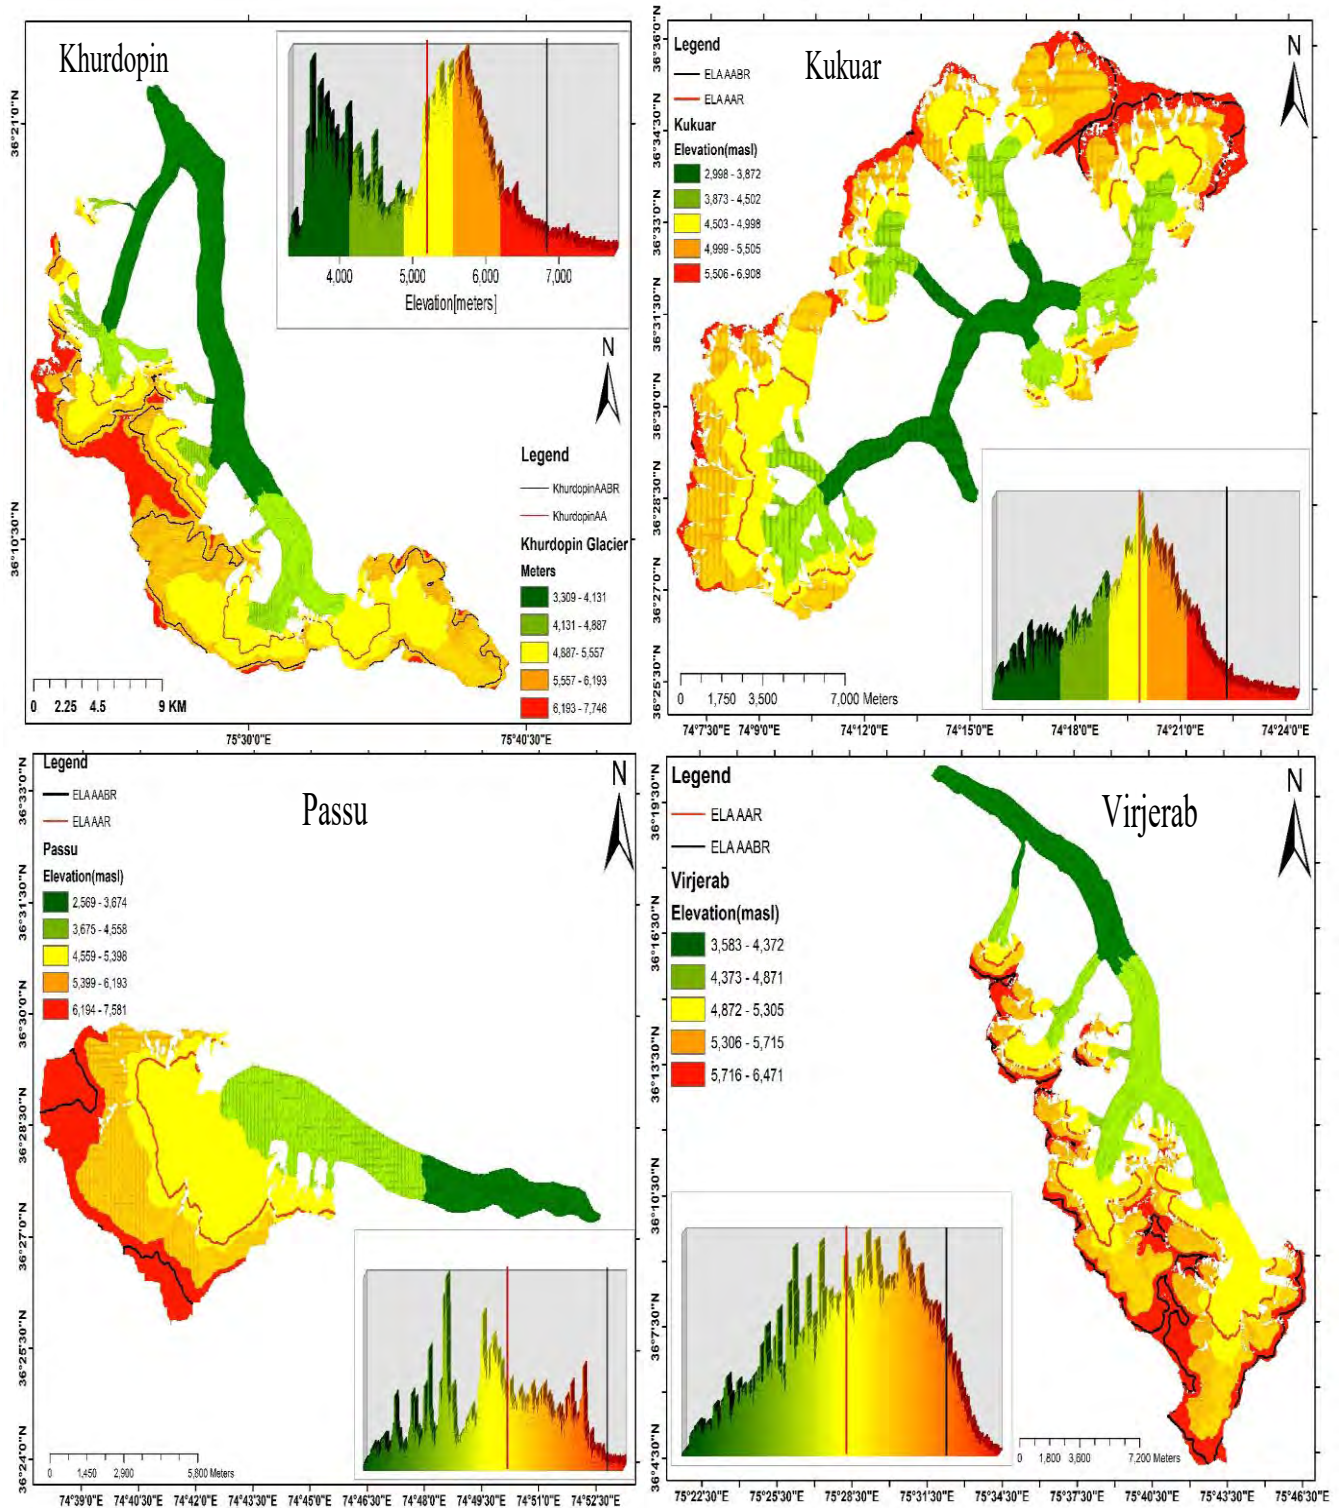 Khurdopin
36°21'0"N
36°10'30"N
4,000 5,000 6,000 7,000
Elevation[meters]
N
Legend
KhurdopinAABR
KhurdopinAA
Khurdopin Glacier
Meters
3,309 - 4,131
4,131 - 4,887
4,887- 5,557
5,557 - 6,193
6,193 - 7,746
0 2.25 4.5 9 KM
75°30'0"E 75°40'30"E
Kukuar
Legend
ELA AABR
ELA AAR
Kukuar
Elevation(masl)
2,998 - 3,872
3,873 - 4,502
4,503 - 4,998
4,999 - 5,505
5,506 - 6,908
N
36°36'0"N
36°34'30"N
36°33'0"N
36°31'30"N
36°30'0"N
36°28'30"N
36°27'0"N
36°25'30"N
0 1,750 3,500 7,000 Meters
74°7'30"E 74°9'0"E 74°12'0"E 74°15'0"E 74°18'0"E 74°21'0"E 74°24'0"E
Legend
ELA AABR
ELA AAR
Passu
Passu
Elevation(masl)
2,569 - 3,674
3,675 - 4,558
4,559 - 5,398
5,399 - 6,193
6,194 - 7,581
N
36°33'0"N
36°31'30"N
36°30'0"N
36°28'30"N
36°27'0"N
36°25'30"N
36°24'0"N
0 1,450 2,900 5,800 Meters
74°39'0"E 74°40'30"E 74°42'0"E 74°43'30"E 74°45'0"E 74°46'30"E 74°48'0"E 74°49'30"E 74°51'0"E 74°52'30"E
Legend
ELA AAR
ELA AABR
Virjerab
Virjerab
Elevation(masl)
3,583 - 4,372
4,373 - 4,871
4,872 - 5,305
5,306 - 5,715
5,716 - 6,471
N
36°19'30"N
36°16'30"N
36°13'30"N
36°10'30"N
36°7'30"N
36°4'30"N
0 1,800 3,600 7,200 Meters
75°22'30"E 75°25'30"E 75°28'30"E 75°31'30"E 75°34'30"E 75°37'30"E 75°40'30"E 75°43'30"E 75°46'30"E